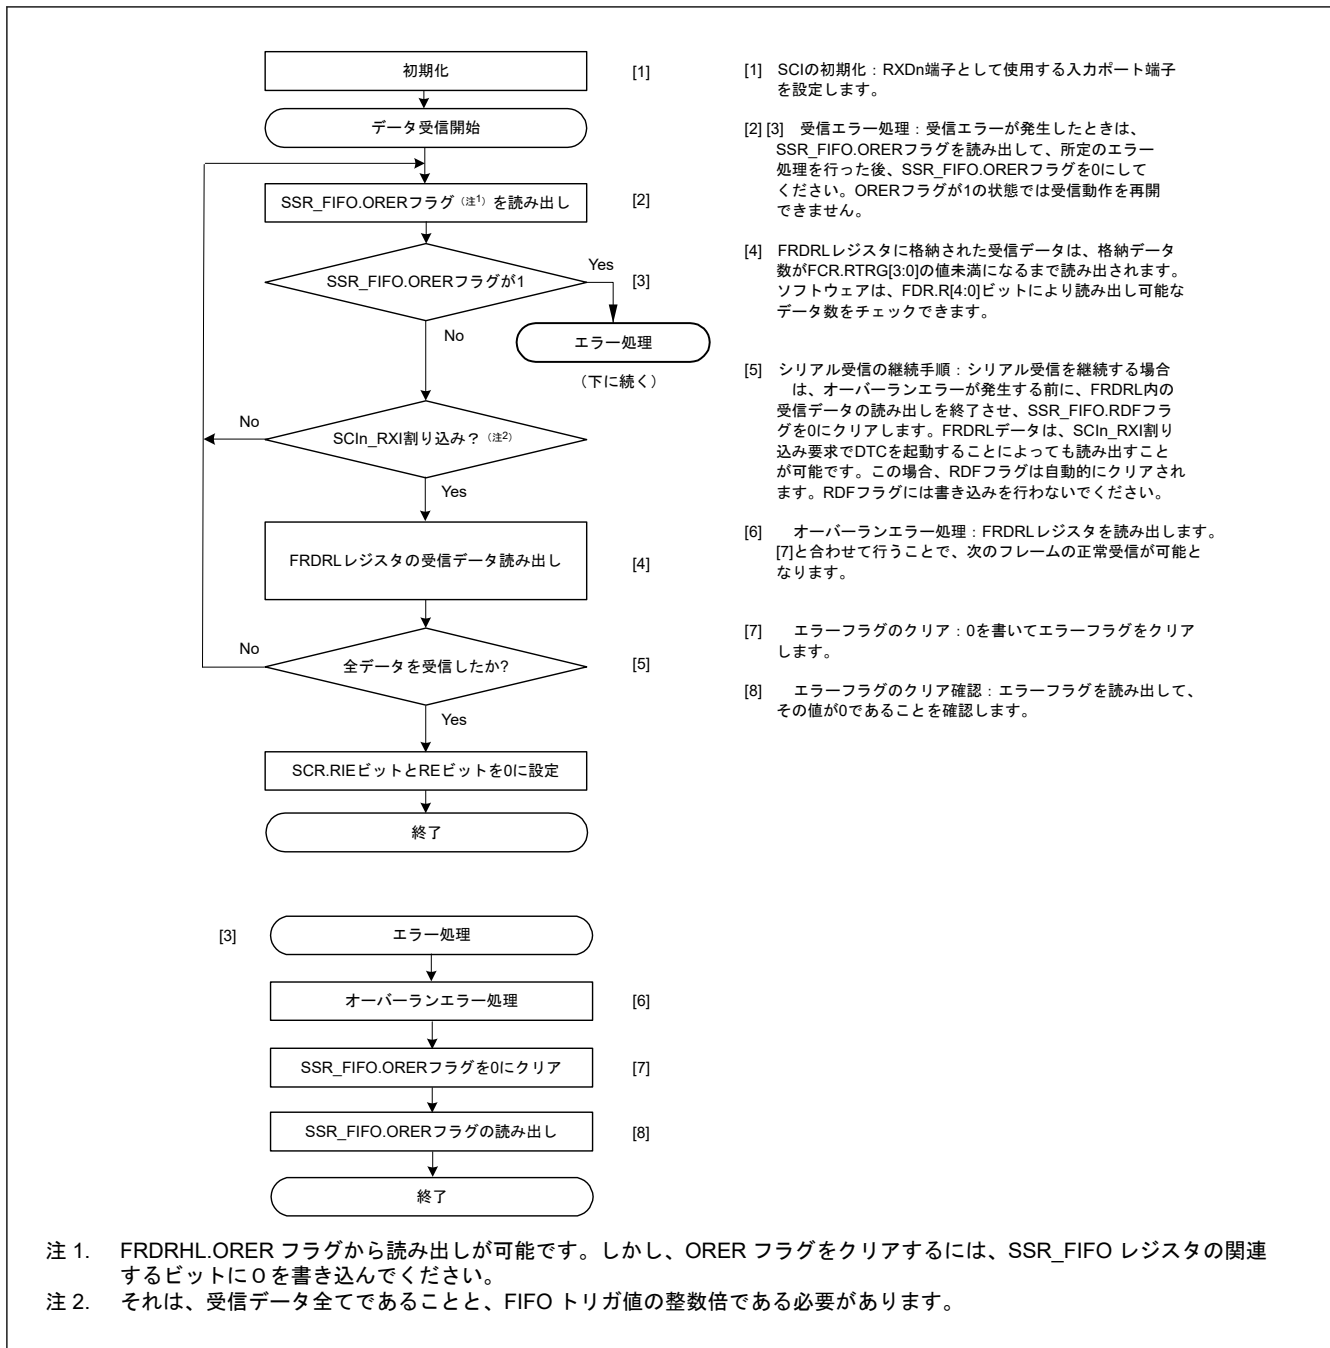 初期化 [1]
データ受信開始
SSR_FIFO.ORERフラグ（注1）を読み出し [2]
SSR_FIFO.ORERフラグが1 [3]
Yes
エラー処理
（下に続く）
No
SCIn_RXI割り込み？（注2）
No
Yes
FRDRLレジスタの受信データ読み出し [4]
全データを受信したか? [5]
No
Yes
SCR.RIEビットとREビットを0に設定
終了
[1] SCIの初期化：RXDn端子として使用する入力ポート端子
を設定します。
[2] [3] 受信エラー処理：受信エラーが発生したときは、
SSR_FIFO.ORERフラグを読み出して、所定のエラー
処理を行った後、SSR_FIFO.ORERフラグを0にして
ください。ORERフラグが1の状態では受信動作を再開
できません。
[4] FRDRLレジスタに格納された受信データは、格納データ
数がFCR.RTRG[3:0]の値未満になるまで読み出されます。
ソフトウェアは、FDR.R[4:0]ビットにより読み出し可能な
データ数をチェックできます。
[5] シリアル受信の継続手順：シリアル受信を継続する場合
は、オーバーランエラーが発生する前に、FRDRL内の
受信データの読み出しを終了させ、SSR_FIFO.RDFフラ
グを0にクリアします。FRDRLデータは、SCIn_RXI割り
込み要求でDTCを起動することによっても読み出すこと
が可能です。この場合、RDFフラグは自動的にクリアされ
ます。RDFフラグには書き込みを行わないでください。
[6] オーバーランエラー処理：FRDRLレジスタを読み出します。
[7]と合わせて行うことで、次のフレームの正常受信が可能と
なります。
[7] エラーフラグのクリア：0を書いてエラーフラグをクリア
します。
[8] エラーフラグのクリア確認：エラーフラグを読み出して、
その値が0であることを確認します。
[3] エラー処理
オーバーランエラー処理 [6]
SSR_FIFO.ORERフラグを0にクリア [7]
SSR_FIFO.ORERフラグの読み出し [8]
終了
注 1. FRDRHL.ORER フラグから読み出しが可能です。しかし、ORER フラグをクリアするには、SSR_FIFO レジスタの関連
するビットに０を書き込んでください。
注 2. それは、受信データ全てであることと、FIFO トリガ値の整数倍である必要があります。